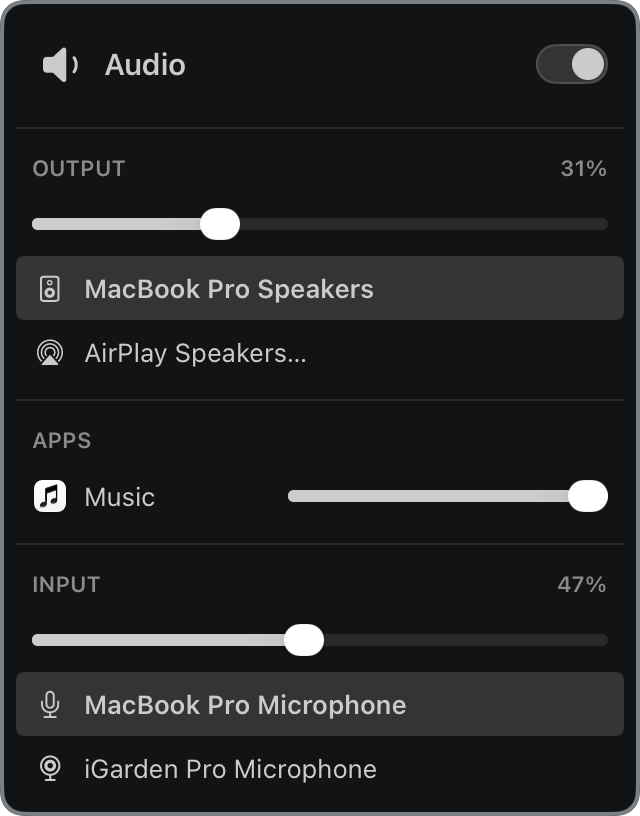 Audio
OUTPUT 31%
MacBook Pro Speakers
AirPlay Speakers...
APPS
Music
INPUT 47%
MacBook Pro Microphone
iGarden Pro Microphone